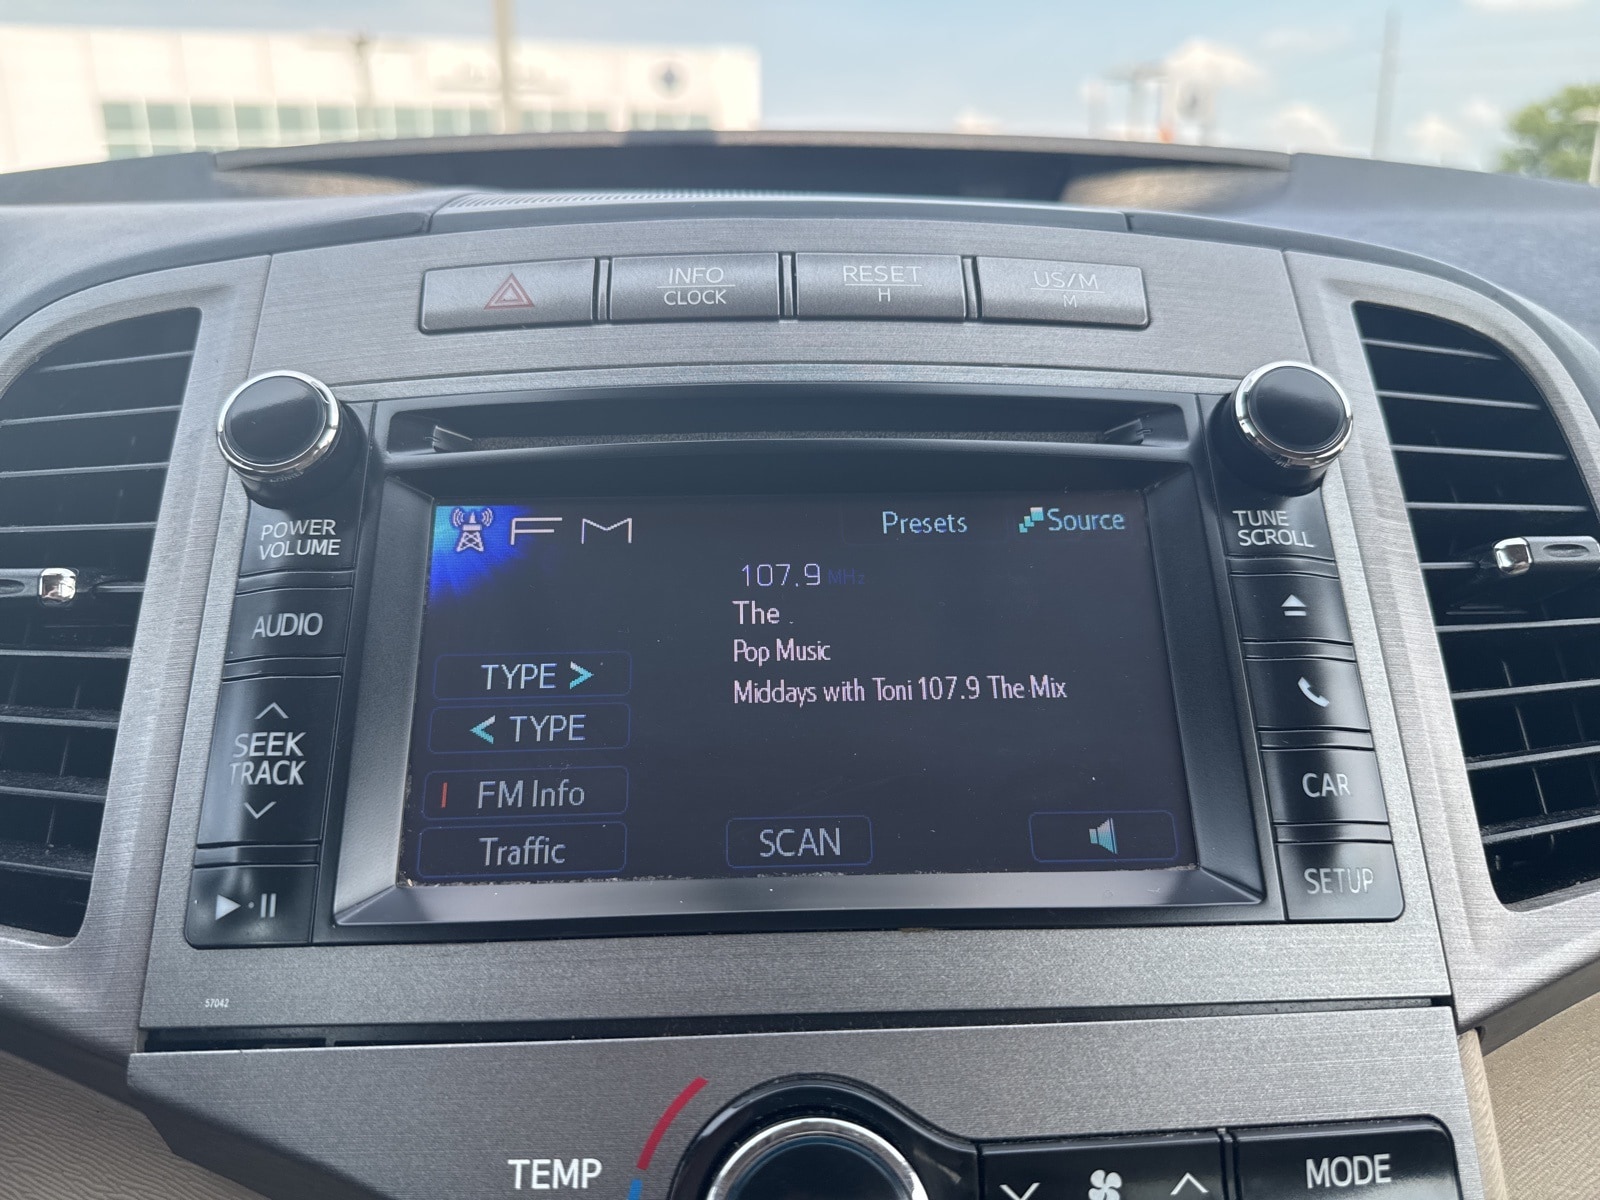 INFO
CLOCK
RESET
H
US/M
M
POWER
VOLUME
AUDIO
SEEK
TRACK
57042
FM
Presets
Source
107.9 MHz
The .
Pop Music
Middays with Toni 107.9 The Mix
TYPE >
< TYPE
FM Info
Traffic
SCAN
TUNE
SCROLL
CAR
SETUP
TEMP
MODE